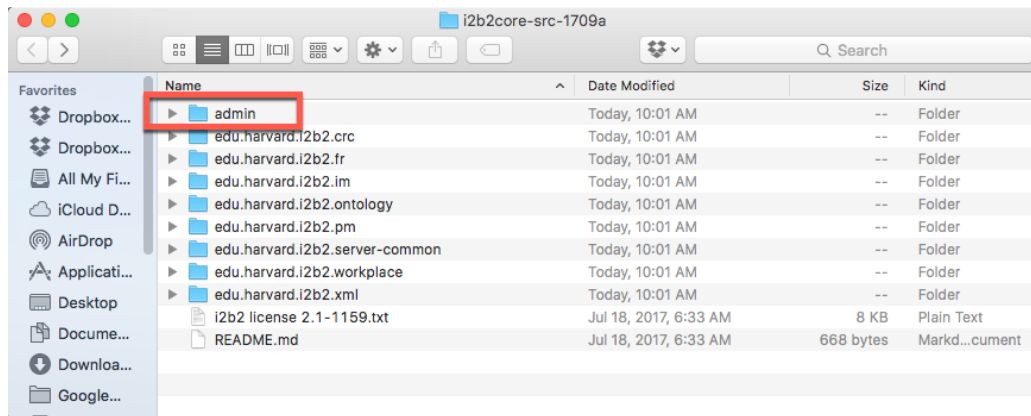 i2b2core-src-1709a
Search
Favorites
Dropbox...
Dropbox...
All My Fi...
iCloud D...
AirDrop
Applicati...
Desktop
Docume...
Downloa...
Google...
Name Date Modified Size Kind
admin Today, 10:01 AM -- Folder
edu.harvard.i2b2.crc Today, 10:01 AM -- Folder
edu.harvard.i2b2.fr Today, 10:01 AM -- Folder
edu.harvard.i2b2.im Today, 10:01 AM -- Folder
edu.harvard.i2b2.ontology Today, 10:01 AM -- Folder
edu.harvard.i2b2.pm Today, 10:01 AM -- Folder
edu.harvard.i2b2.server-common Today, 10:01 AM -- Folder
edu.harvard.i2b2.workplace Today, 10:01 AM -- Folder
edu.harvard.i2b2.xml Today, 10:01 AM -- Folder
i2b2 license 2.1-1159.txt Jul 18, 2017, 6:33 AM 8 KB Plain Text
README.md Jul 18, 2017, 6:33 AM 668 bytes Markd...cument